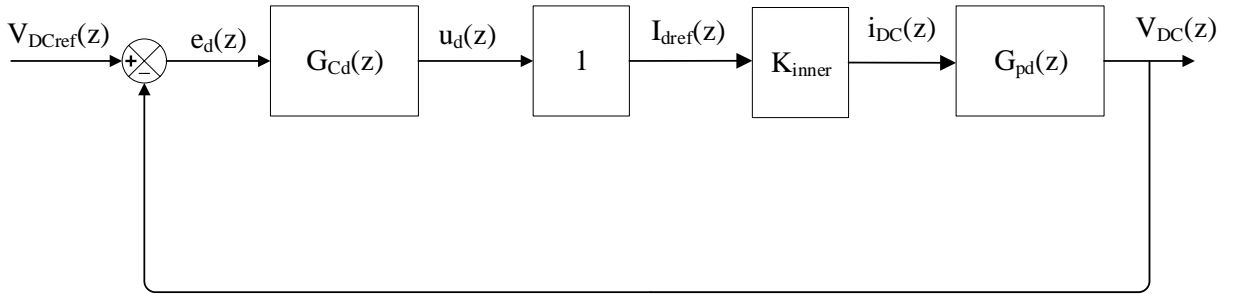 V_DCref(z)
e_d(z)
G_Cd(z)
u_d(z)
1
I_dref(z)
K_inner
i_DC(z)
G_pd(z)
V_DC(z)
+
−